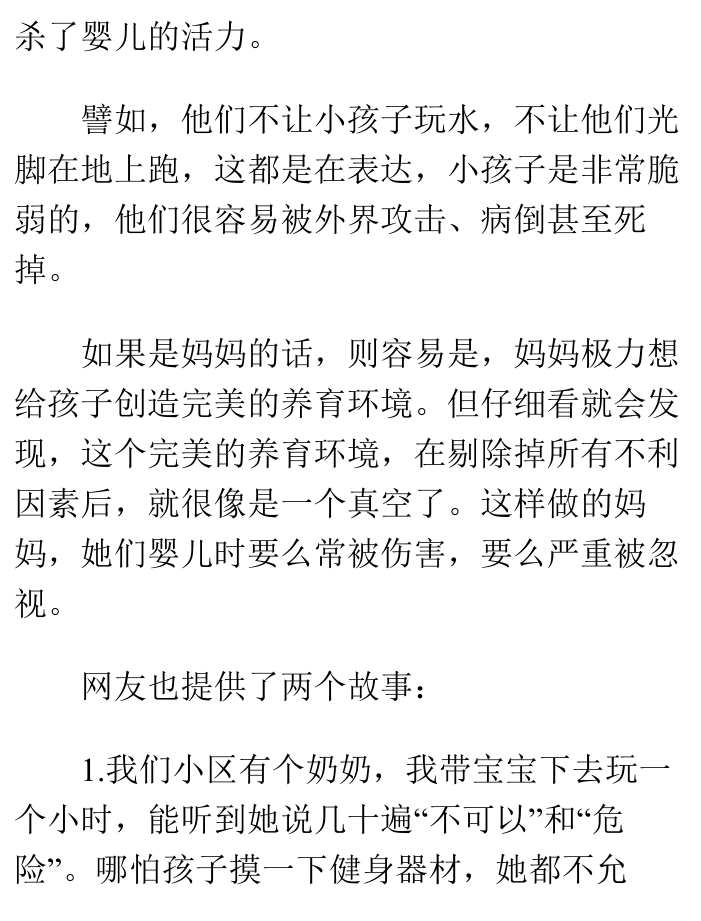 杀了婴儿的活力。
譬如，他们不让小孩子玩水，不让他们光
脚在地上跑，这都是在表达，小孩子是非常脆
弱的，他们很容易被外界攻击、病倒甚至死
掉。
如果是妈妈的话，则容易是，妈妈极力想
给孩子创造完美的养育环境。但仔细看就会发
现，这个完美的养育环境，在剔除掉所有不利
因素后，就很像是一个真空了。这样做的妈
妈，她们婴儿时要么常被伤害，要么严重被忽
视。
网友也提供了两个故事：
1.我们小区有个奶奶，我带宝宝下去玩一
个小时，能听到她说几十遍“不可以”和“危
险”。哪怕孩子摸一下健身器材，她都不允